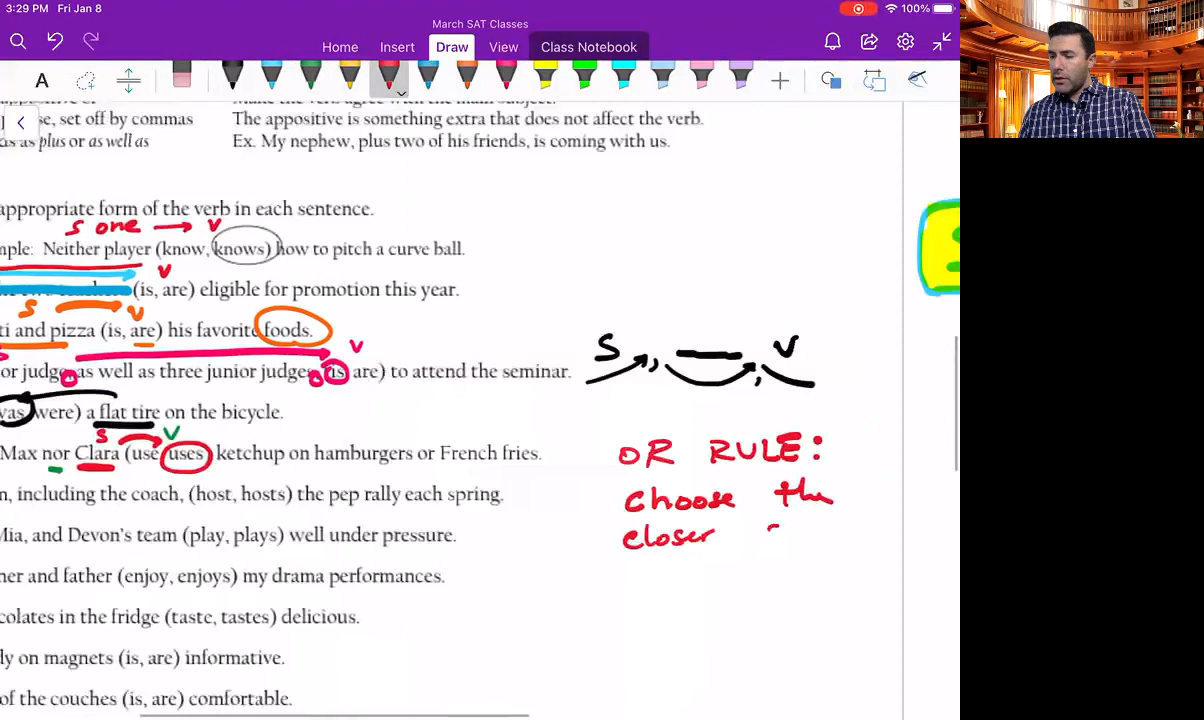 3:29 PM Fri Jan 8
100%
March SAT Classes
Home Insert Draw View Class Notebook
A
se, set off by commas
The appositive is something extra that does not affect the verb.
as plus or as well as
Ex. My nephew, plus two of his friends, is coming with us.
appropriate form of the verb in each sentence.
S one → V
mple: Neither player (know, knows) how to pitch a curve ball.
V
(is, are) eligible for promotion this year.
S V
ti and pizza (is, are) his favorite foods.
V
or judge, as well as three junior judges, (is, are) to attend the seminar.
S , , V
was, were) a flat tire on the bicycle.
S V
Max nor Clara (use, uses) ketchup on hamburgers or French fries.
OR RULE:
choose the
closer
n, including the coach, (host, hosts) the pep rally each spring.
Mia, and Devon's team (play, plays) well under pressure.
her and father (enjoy, enjoys) my drama performances.
colates in the fridge (taste, tastes) delicious.
dy on magnets (is, are) informative.
of the couches (is, are) comfortable.